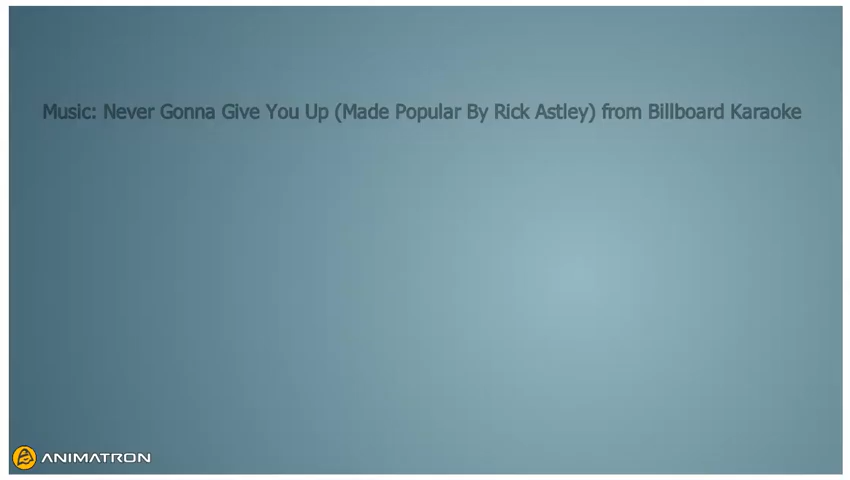 Music: Never Gonna Give You Up (Made Popular By Rick Astley) from Billboard Karaoke
ANIMATRON